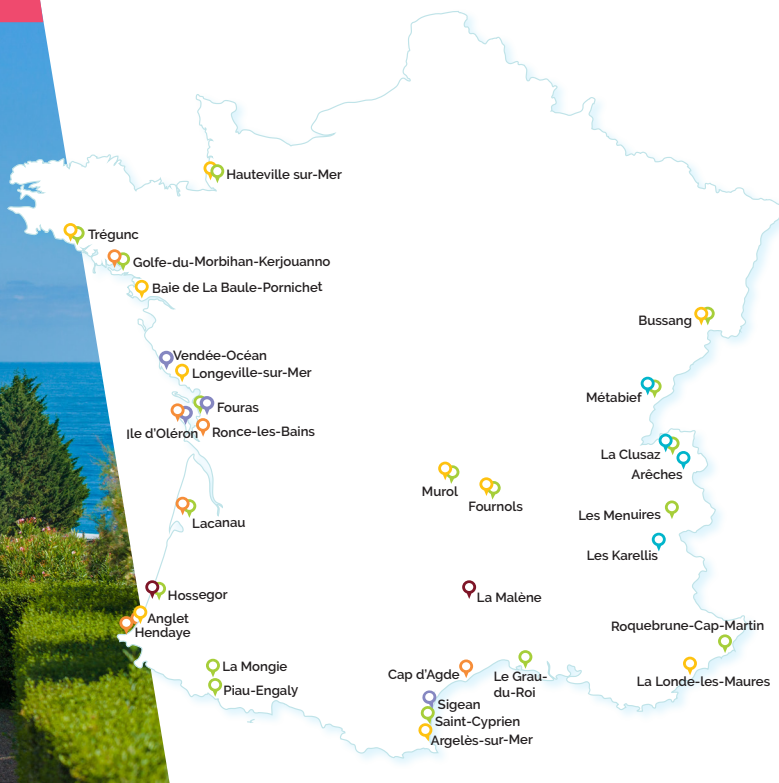 Hauteville sur-Mer
Trégunc
Golfe-du-Morbihan-Kerjouanno
Baie de La Baule-Pornichet
Bussang
Vendée-Océan
Longeville-sur-Mer
Métabief
Fouras
Ile d'Oléron
Ronce-les-Bains
La Clusaz
Arêches
Murol
Fournols
Les Menuires
Lacanau
Les Karellis
Hossegor
La Malène
Anglet
Hendaye
Roquebrune-Cap-Martin
La Mongie
Cap d'Agde
Le Grau-
du-Roi
La Londe-les-Maures
Piau-Engaly
Sigean
Saint-Cyprien
Argelès-sur-Mer